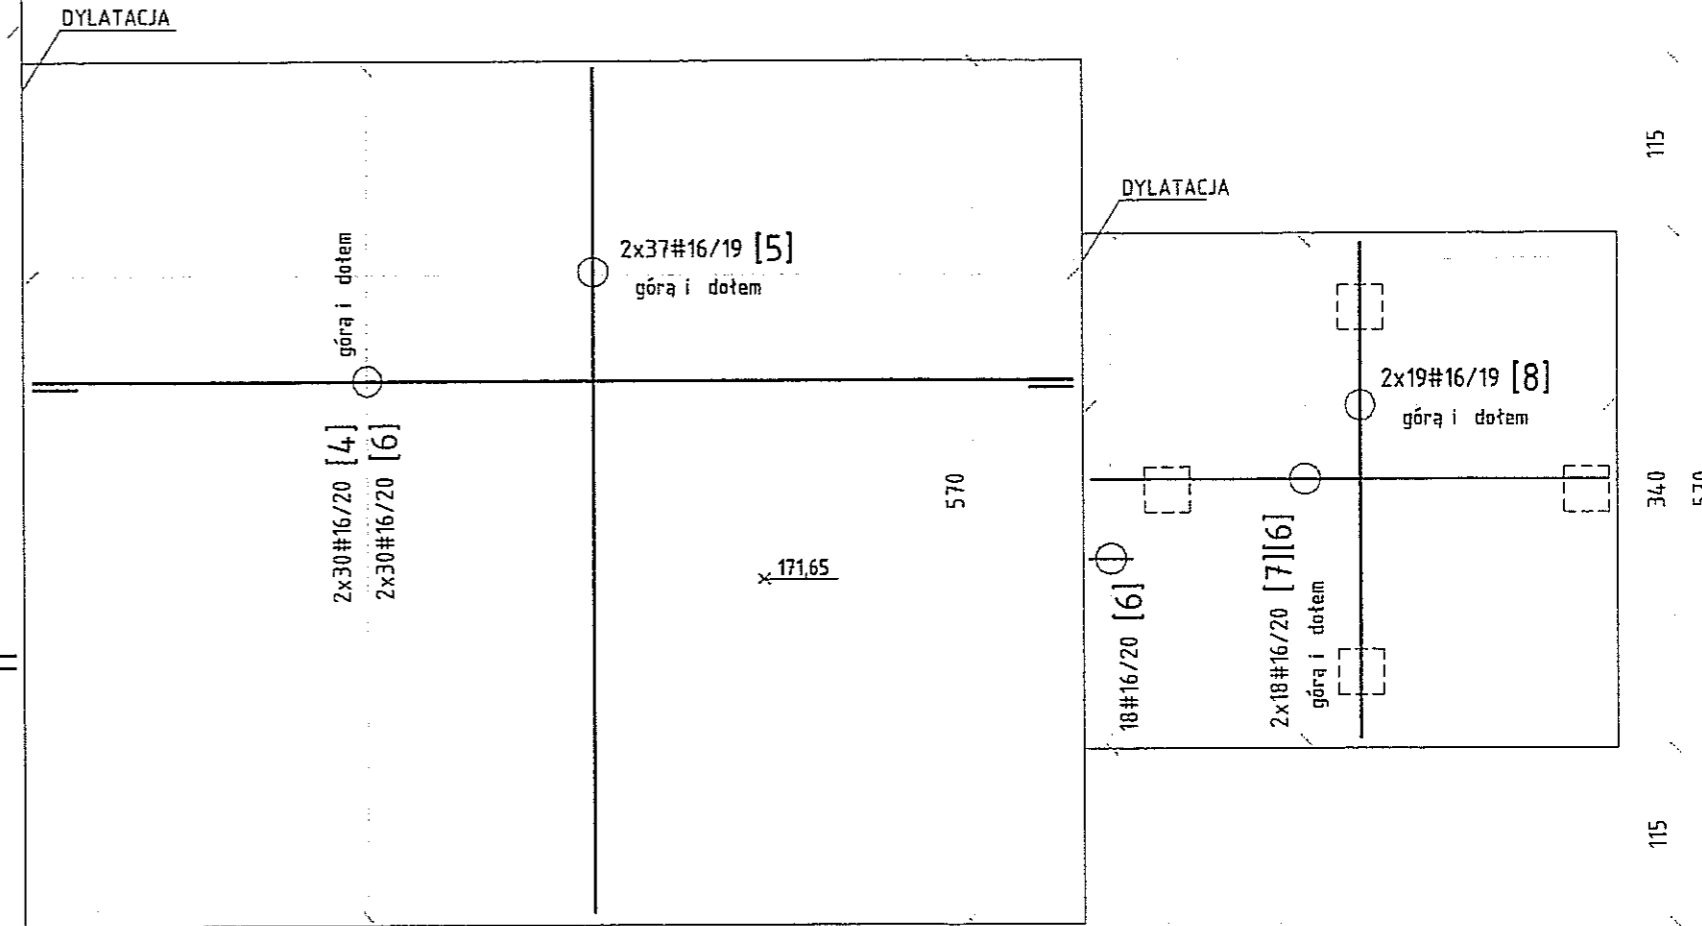 DYLATACJA
2x37#16/19 [5]
górą i dołem
górą i dołem
2x30#16/20 [4]
2x30#16/20 [6]
570
171,65
DYLATACJA
2x19#16/19 [8]
górą i dołem
18#16/20 [6]
2x18#16/20 [7][6]
górą i dołem
115
340
115